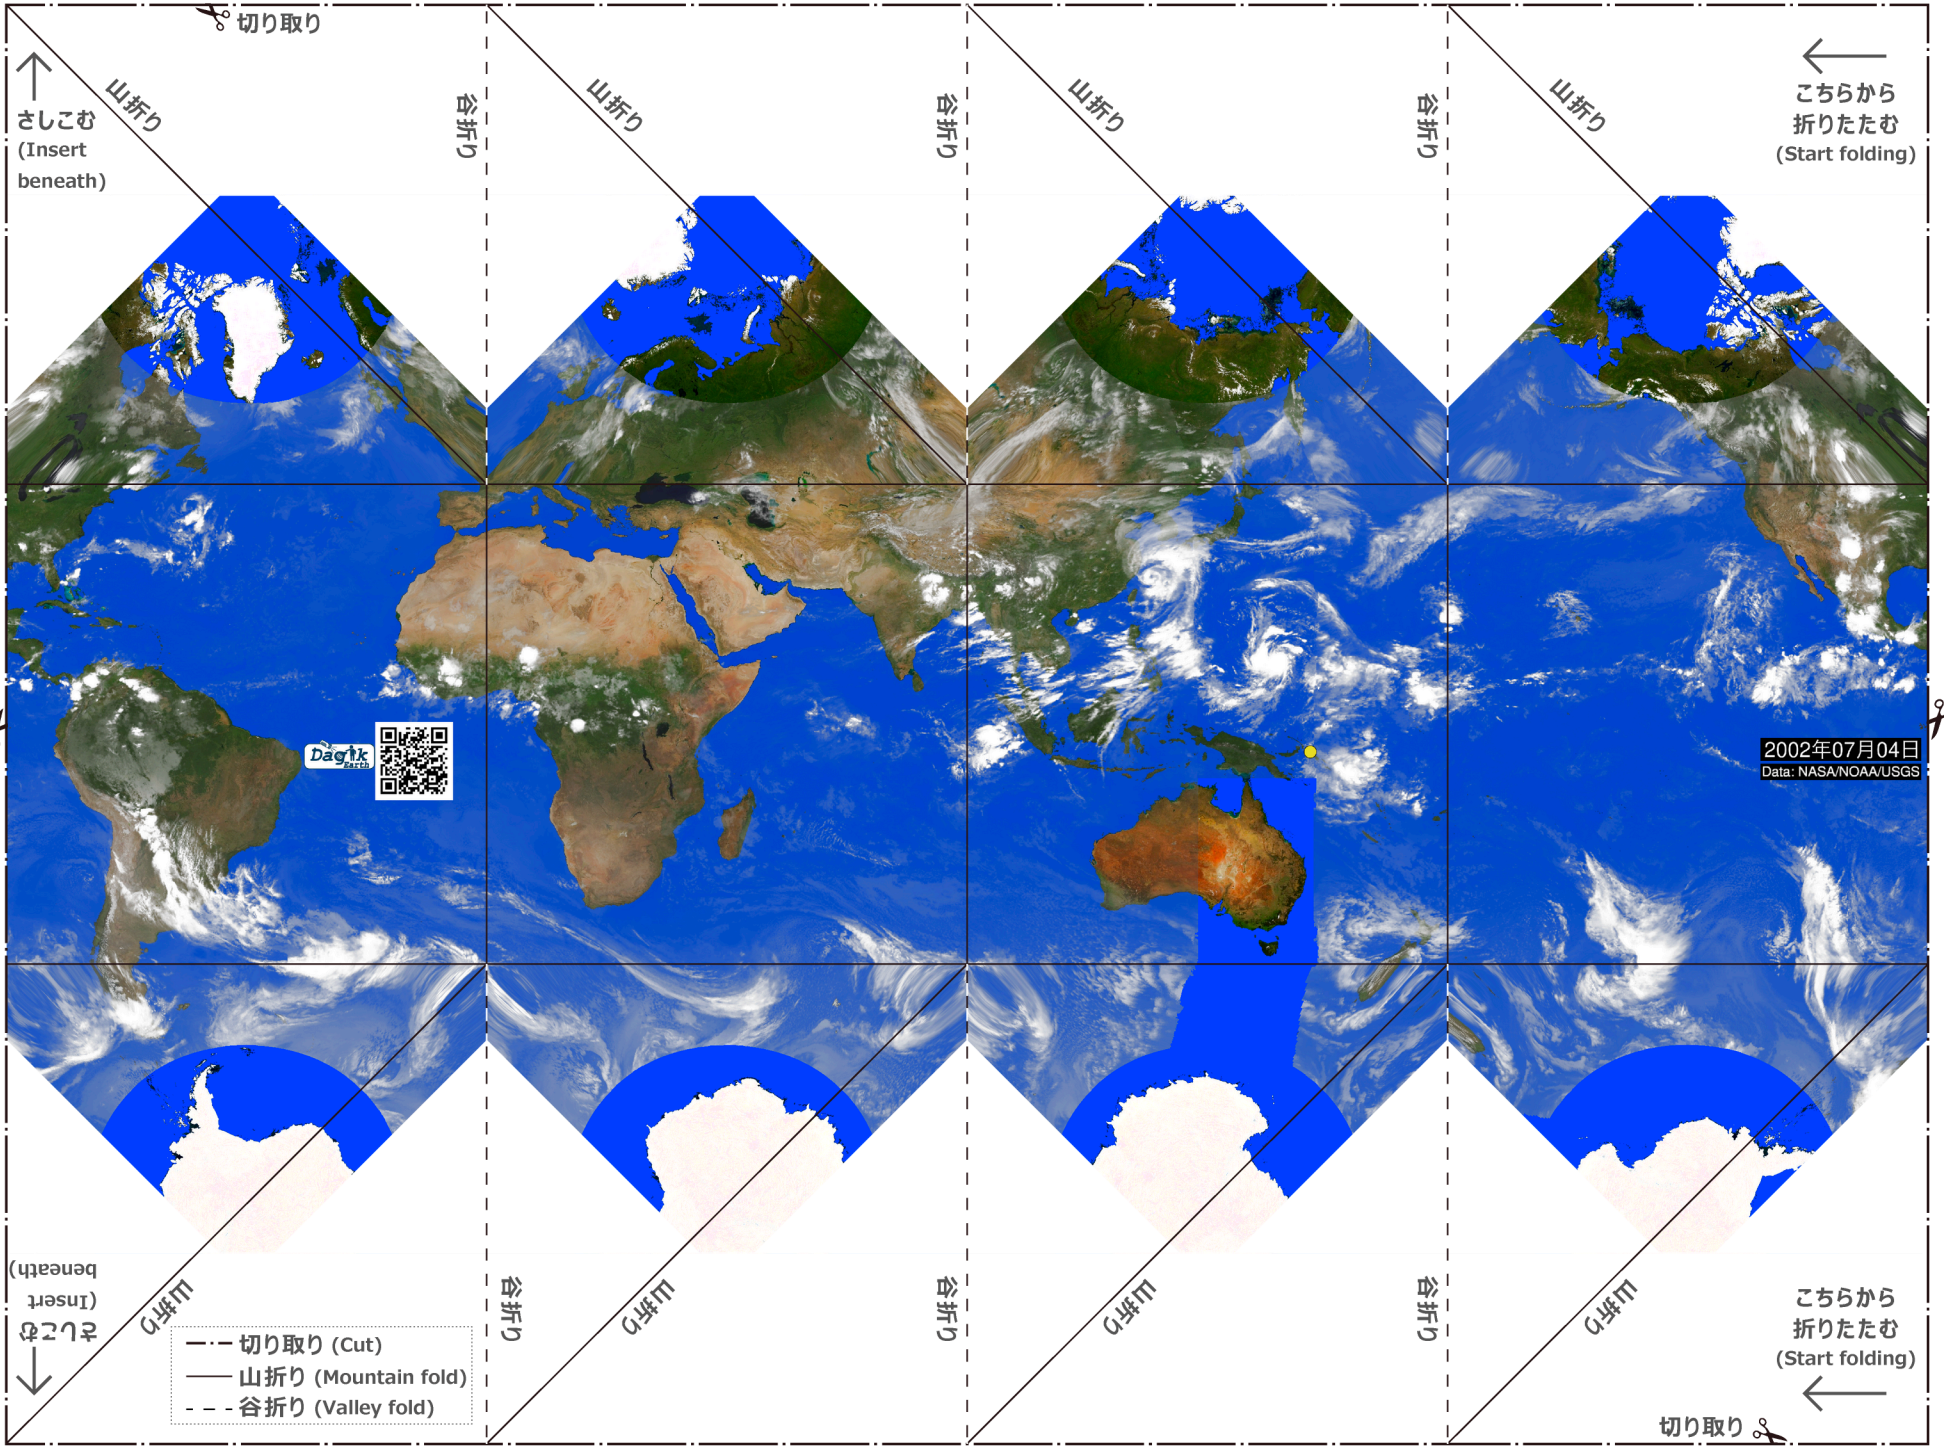 切り取り
さしこむ
(Insert
beneath)
山折り
谷折り
山折り
谷折り
山折り
谷折り
山折り
こちらから
折りたたむ
(Start folding)
Dagik
Earth
2002年07月04日
Data: NASA/NOAA/USGS
さしこむ
(Insert
beneath)
山折り
谷折り
山折り
谷折り
山折り
谷折り
山折り
こちらから
折りたたむ
(Start folding)
切り取り (Cut)
山折り (Mountain fold)
谷折り (Valley fold)
切り取り